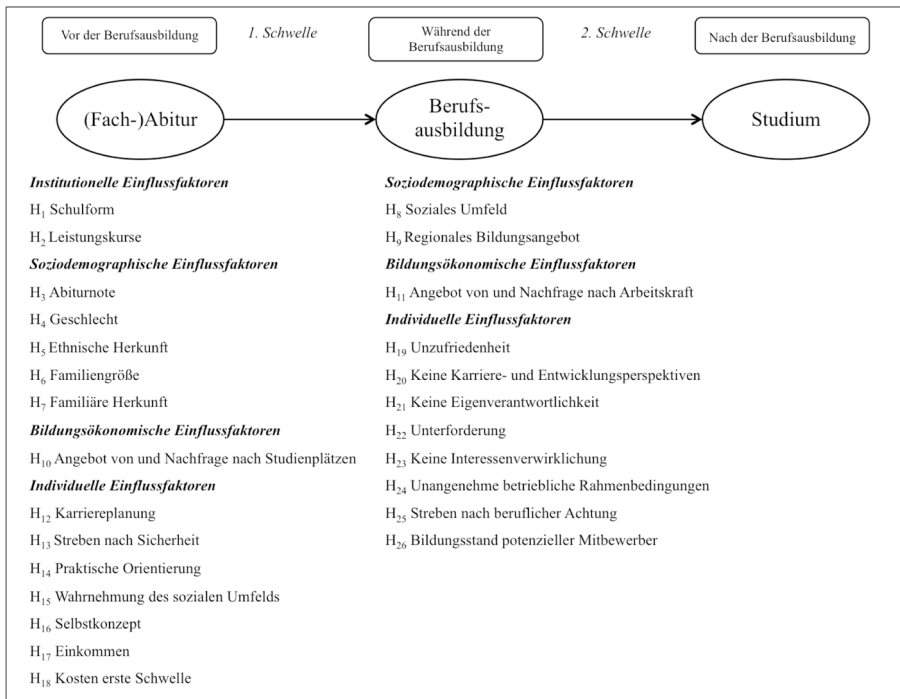 Vor der Berufsausbildung
1. Schwelle
Während der
Berufsausbildung
2. Schwelle
Nach der Berufsausbildung
(Fach-)Abitur
Berufs-
ausbildung
Studium
Institutionelle Einflussfaktoren
H1 Schulform
H2 Leistungskurse
Soziodemographische Einflussfaktoren
H3 Abiturnote
H4 Geschlecht
H5 Ethnische Herkunft
H6 Familiengröße
H7 Familiäre Herkunft
Bildungsökonomische Einflussfaktoren
H10 Angebot von und Nachfrage nach Studienplätzen
Individuelle Einflussfaktoren
H12 Karriereplanung
H13 Streben nach Sicherheit
H14 Praktische Orientierung
H15 Wahrnehmung des sozialen Umfelds
H16 Selbstkonzept
H17 Einkommen
H18 Kosten erste Schwelle
Soziodemographische Einflussfaktoren
H8 Soziales Umfeld
H9 Regionales Bildungsangebot
Bildungsökonomische Einflussfaktoren
H11 Angebot von und Nachfrage nach Arbeitskraft
Individuelle Einflussfaktoren
H19 Unzufriedenheit
H20 Keine Karriere- und Entwicklungsperspektiven
H21 Keine Eigenverantwortlichkeit
H22 Unterforderung
H23 Keine Interessenverwirklichung
H24 Unangenehme betriebliche Rahmenbedingungen
H25 Streben nach beruflicher Achtung
H26 Bildungsstand potenzieller Mitbewerber